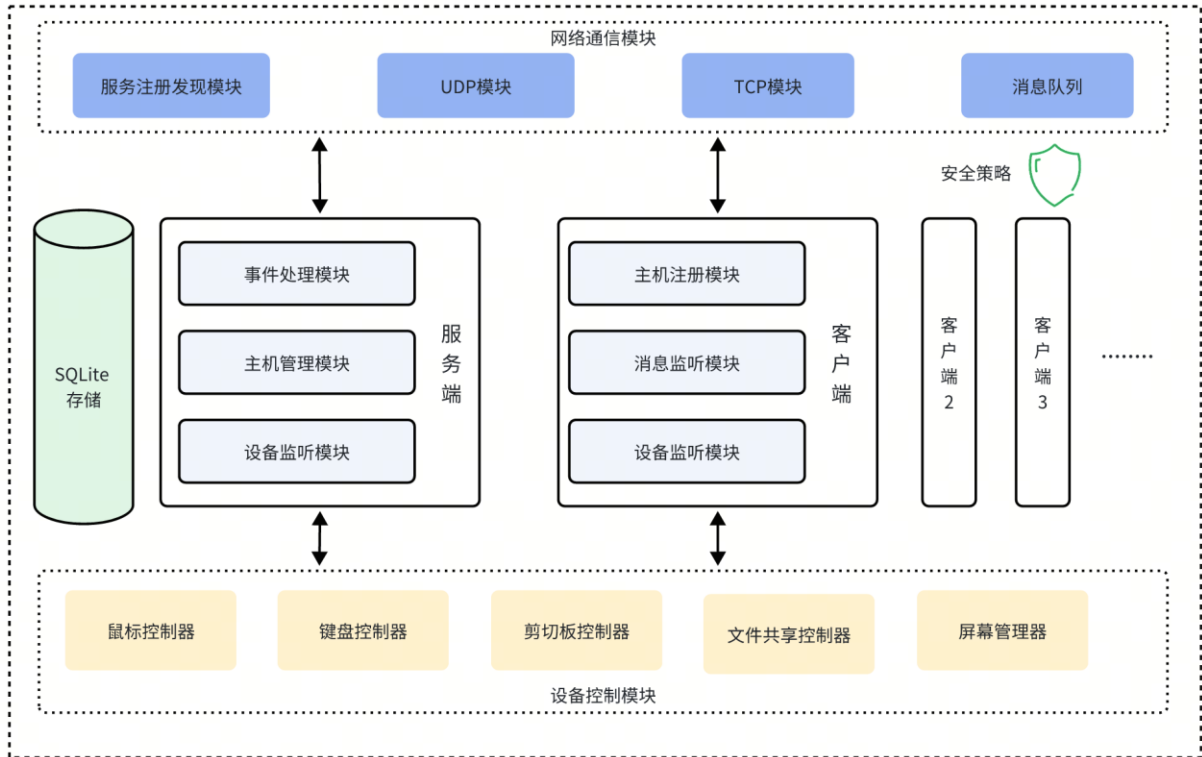 网络通信模块
服务注册发现模块
UDP模块
TCP模块
消息队列
安全策略
SQLite
存储
事件处理模块
主机管理模块
设备监听模块
服务端
主机注册模块
消息监听模块
设备监听模块
客户端
客户端2
客户端3
........
鼠标控制器
键盘控制器
剪切板控制器
文件共享控制器
屏幕管理器
设备控制模块